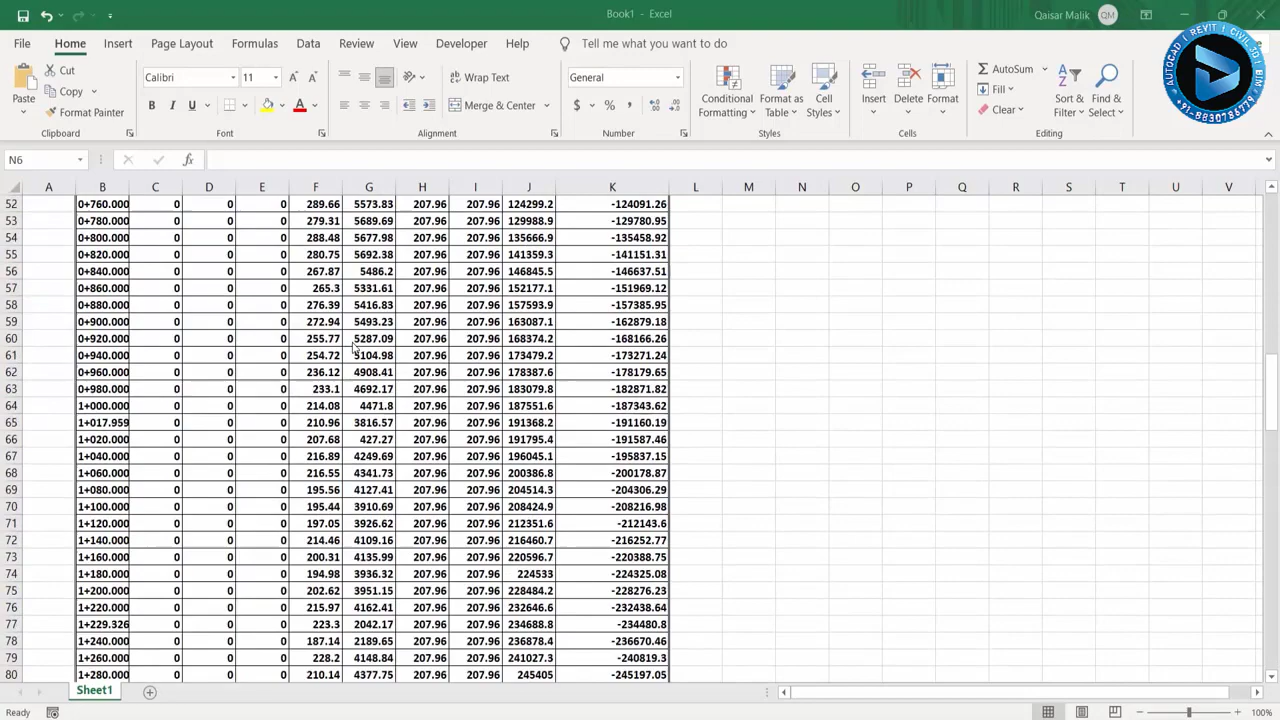 Book1 - Excel
Qaisar Malik QM
File Home Insert Page Layout Formulas Data Review View Developer Help Tell me what you want to do
Cut
Copy
Format Painter
Paste
Calibri 11
B I U
A A
Wrap Text
Merge & Center
General
$ % ,
Conditional Formatting
Format as Table
Cell Styles
Insert
Delete
Format
AutoSum
Fill
Clear
Sort & Filter
Find & Select
Clipboard Font Alignment Number Styles Cells Editing
AUTOCAD | REVIT | CIVIL 3D | BIM
+91-8830786779
N6 fx
A B C D E F G H I J K L M N O P Q R S T U V
52 0+760.000 0 0 0 289.66 5573.83 207.96 207.96 124299.2 -124091.26
53 0+780.000 0 0 0 279.31 5689.69 207.96 207.96 129988.9 -129780.95
54 0+800.000 0 0 0 288.48 5677.98 207.96 207.96 135666.9 -135458.92
55 0+820.000 0 0 0 280.75 5692.38 207.96 207.96 141359.3 -141151.31
56 0+840.000 0 0 0 267.87 5486.2 207.96 207.96 146845.5 -146637.51
57 0+860.000 0 0 0 265.3 5331.61 207.96 207.96 152177.1 -151969.12
58 0+880.000 0 0 0 276.39 5416.83 207.96 207.96 157593.9 -157385.95
59 0+900.000 0 0 0 272.94 5493.23 207.96 207.96 163087.1 -162879.18
60 0+920.000 0 0 0 255.77 5287.09 207.96 207.96 168374.2 -168166.26
61 0+940.000 0 0 0 254.72 5104.98 207.96 207.96 173479.2 -173271.24
62 0+960.000 0 0 0 236.12 4908.41 207.96 207.96 178387.6 -178179.65
63 0+980.000 0 0 0 233.1 4692.17 207.96 207.96 183079.8 -182871.82
64 1+000.000 0 0 0 214.08 4471.8 207.96 207.96 187551.6 -187343.62
65 1+017.959 0 0 0 210.96 3816.57 207.96 207.96 191368.2 -191160.19
66 1+020.000 0 0 0 207.68 427.27 207.96 207.96 191795.4 -191587.46
67 1+040.000 0 0 0 216.89 4249.69 207.96 207.96 196045.1 -195837.15
68 1+060.000 0 0 0 216.55 4341.73 207.96 207.96 200386.8 -200178.87
69 1+080.000 0 0 0 195.56 4127.41 207.96 207.96 204514.3 -204306.29
70 1+100.000 0 0 0 195.44 3910.69 207.96 207.96 208424.9 -208216.98
71 1+120.000 0 0 0 197.05 3926.62 207.96 207.96 212351.6 -212143.6
72 1+140.000 0 0 0 214.46 4109.16 207.96 207.96 216460.7 -216252.77
73 1+160.000 0 0 0 200.31 4135.99 207.96 207.96 220596.7 -220388.75
74 1+180.000 0 0 0 194.98 3936.32 207.96 207.96 224533 -224325.08
75 1+200.000 0 0 0 202.62 3951.15 207.96 207.96 228484.2 -228276.23
76 1+220.000 0 0 0 215.97 4162.41 207.96 207.96 232646.6 -232438.64
77 1+229.326 0 0 0 223.3 2042.17 207.96 207.96 234688.8 -234480.8
78 1+240.000 0 0 0 187.14 2189.65 207.96 207.96 236878.4 -236670.46
79 1+260.000 0 0 0 228.2 4148.84 207.96 207.96 241027.3 -240819.3
80 1+280.000 0 0 0 210.14 4377.75 207.96 207.96 245405 -245197.05
Sheet1
Ready
100%